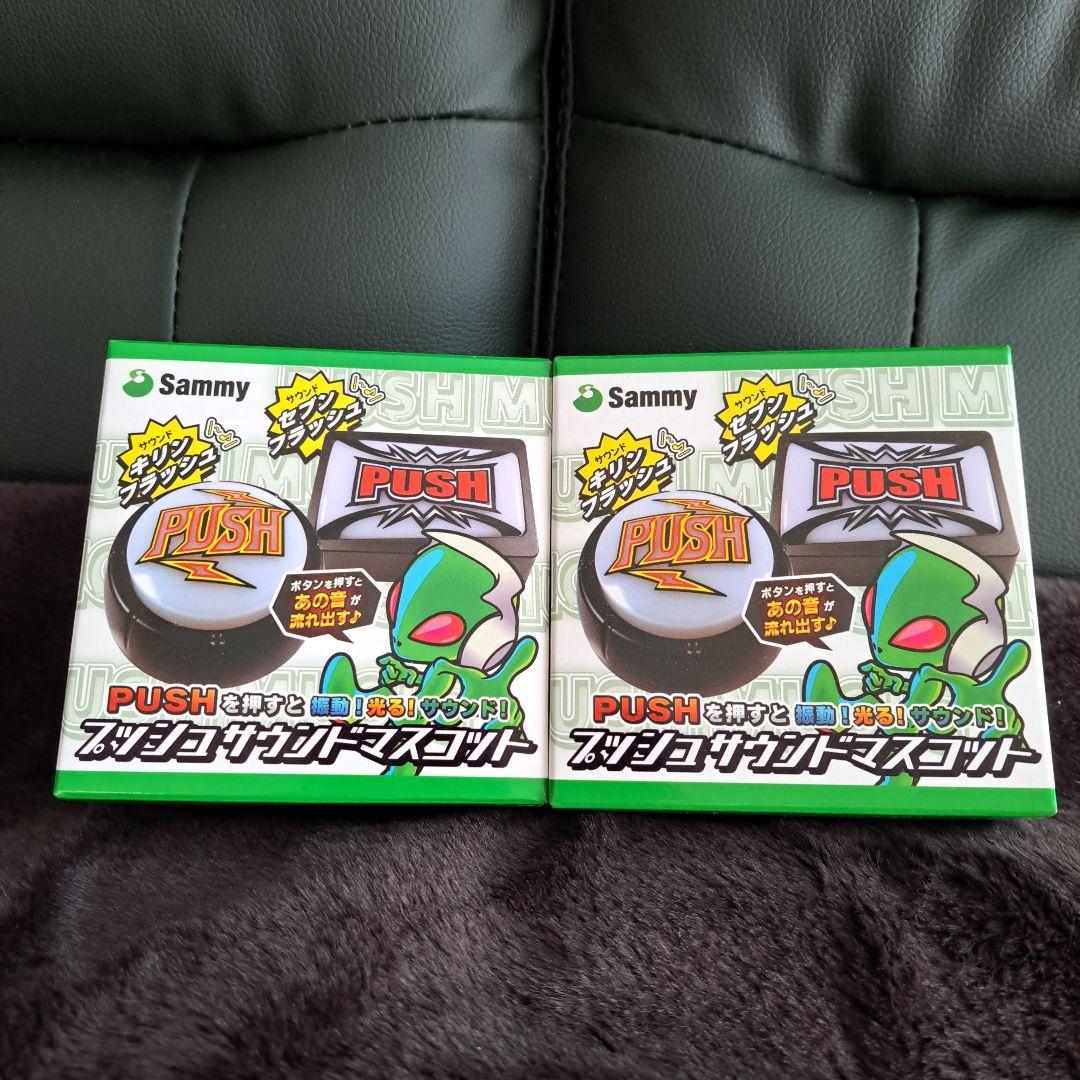 Sammy
サウンド
セブン
フラッシュ
サウンド
キリン
フラッシュ
PUSH
PUSH
ボタンを押すと
あの音が
流れ出す♪
PUSHを押すと振動!光る!サウンド!
プッシュサウンドマスコット
Sammy
サウンド
セブン
フラッシュ
サウンド
キリン
フラッシュ
PUSH
PUSH
ボタンを押すと
あの音が
流れ出す♪
PUSHを押すと振動!光る!サウンド!
プッシュサウンドマスコット